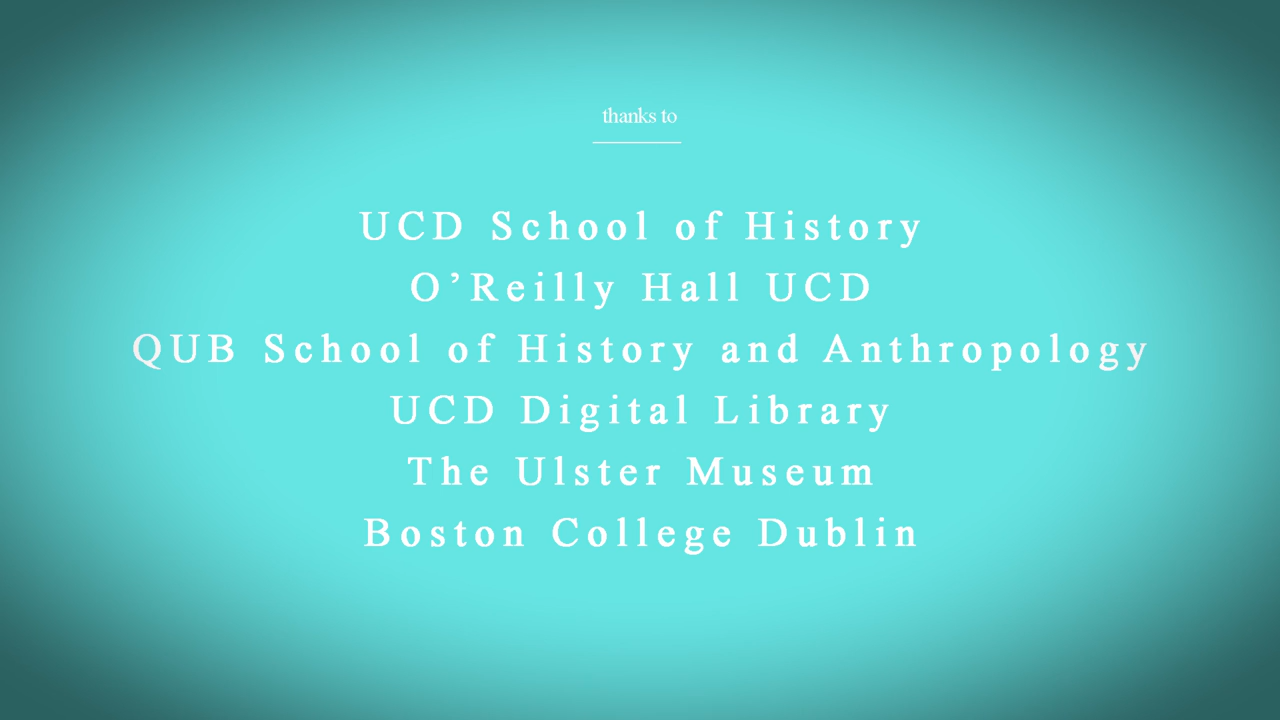 thanks to
UCD School of History
O’Reilly Hall UCD
QUB School of History and Anthropology
UCD Digital Library
The Ulster Museum
Boston College Dublin